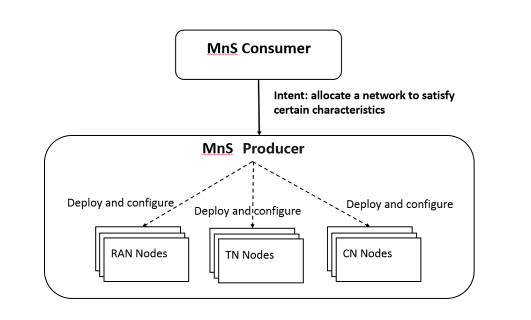 MnS Consumer
Intent: allocate a network to satisfy
certain characteristics
MnS Producer
Deploy and configure
Deploy and configure
Deploy and configure
RAN Nodes
TN Nodes
CN Nodes